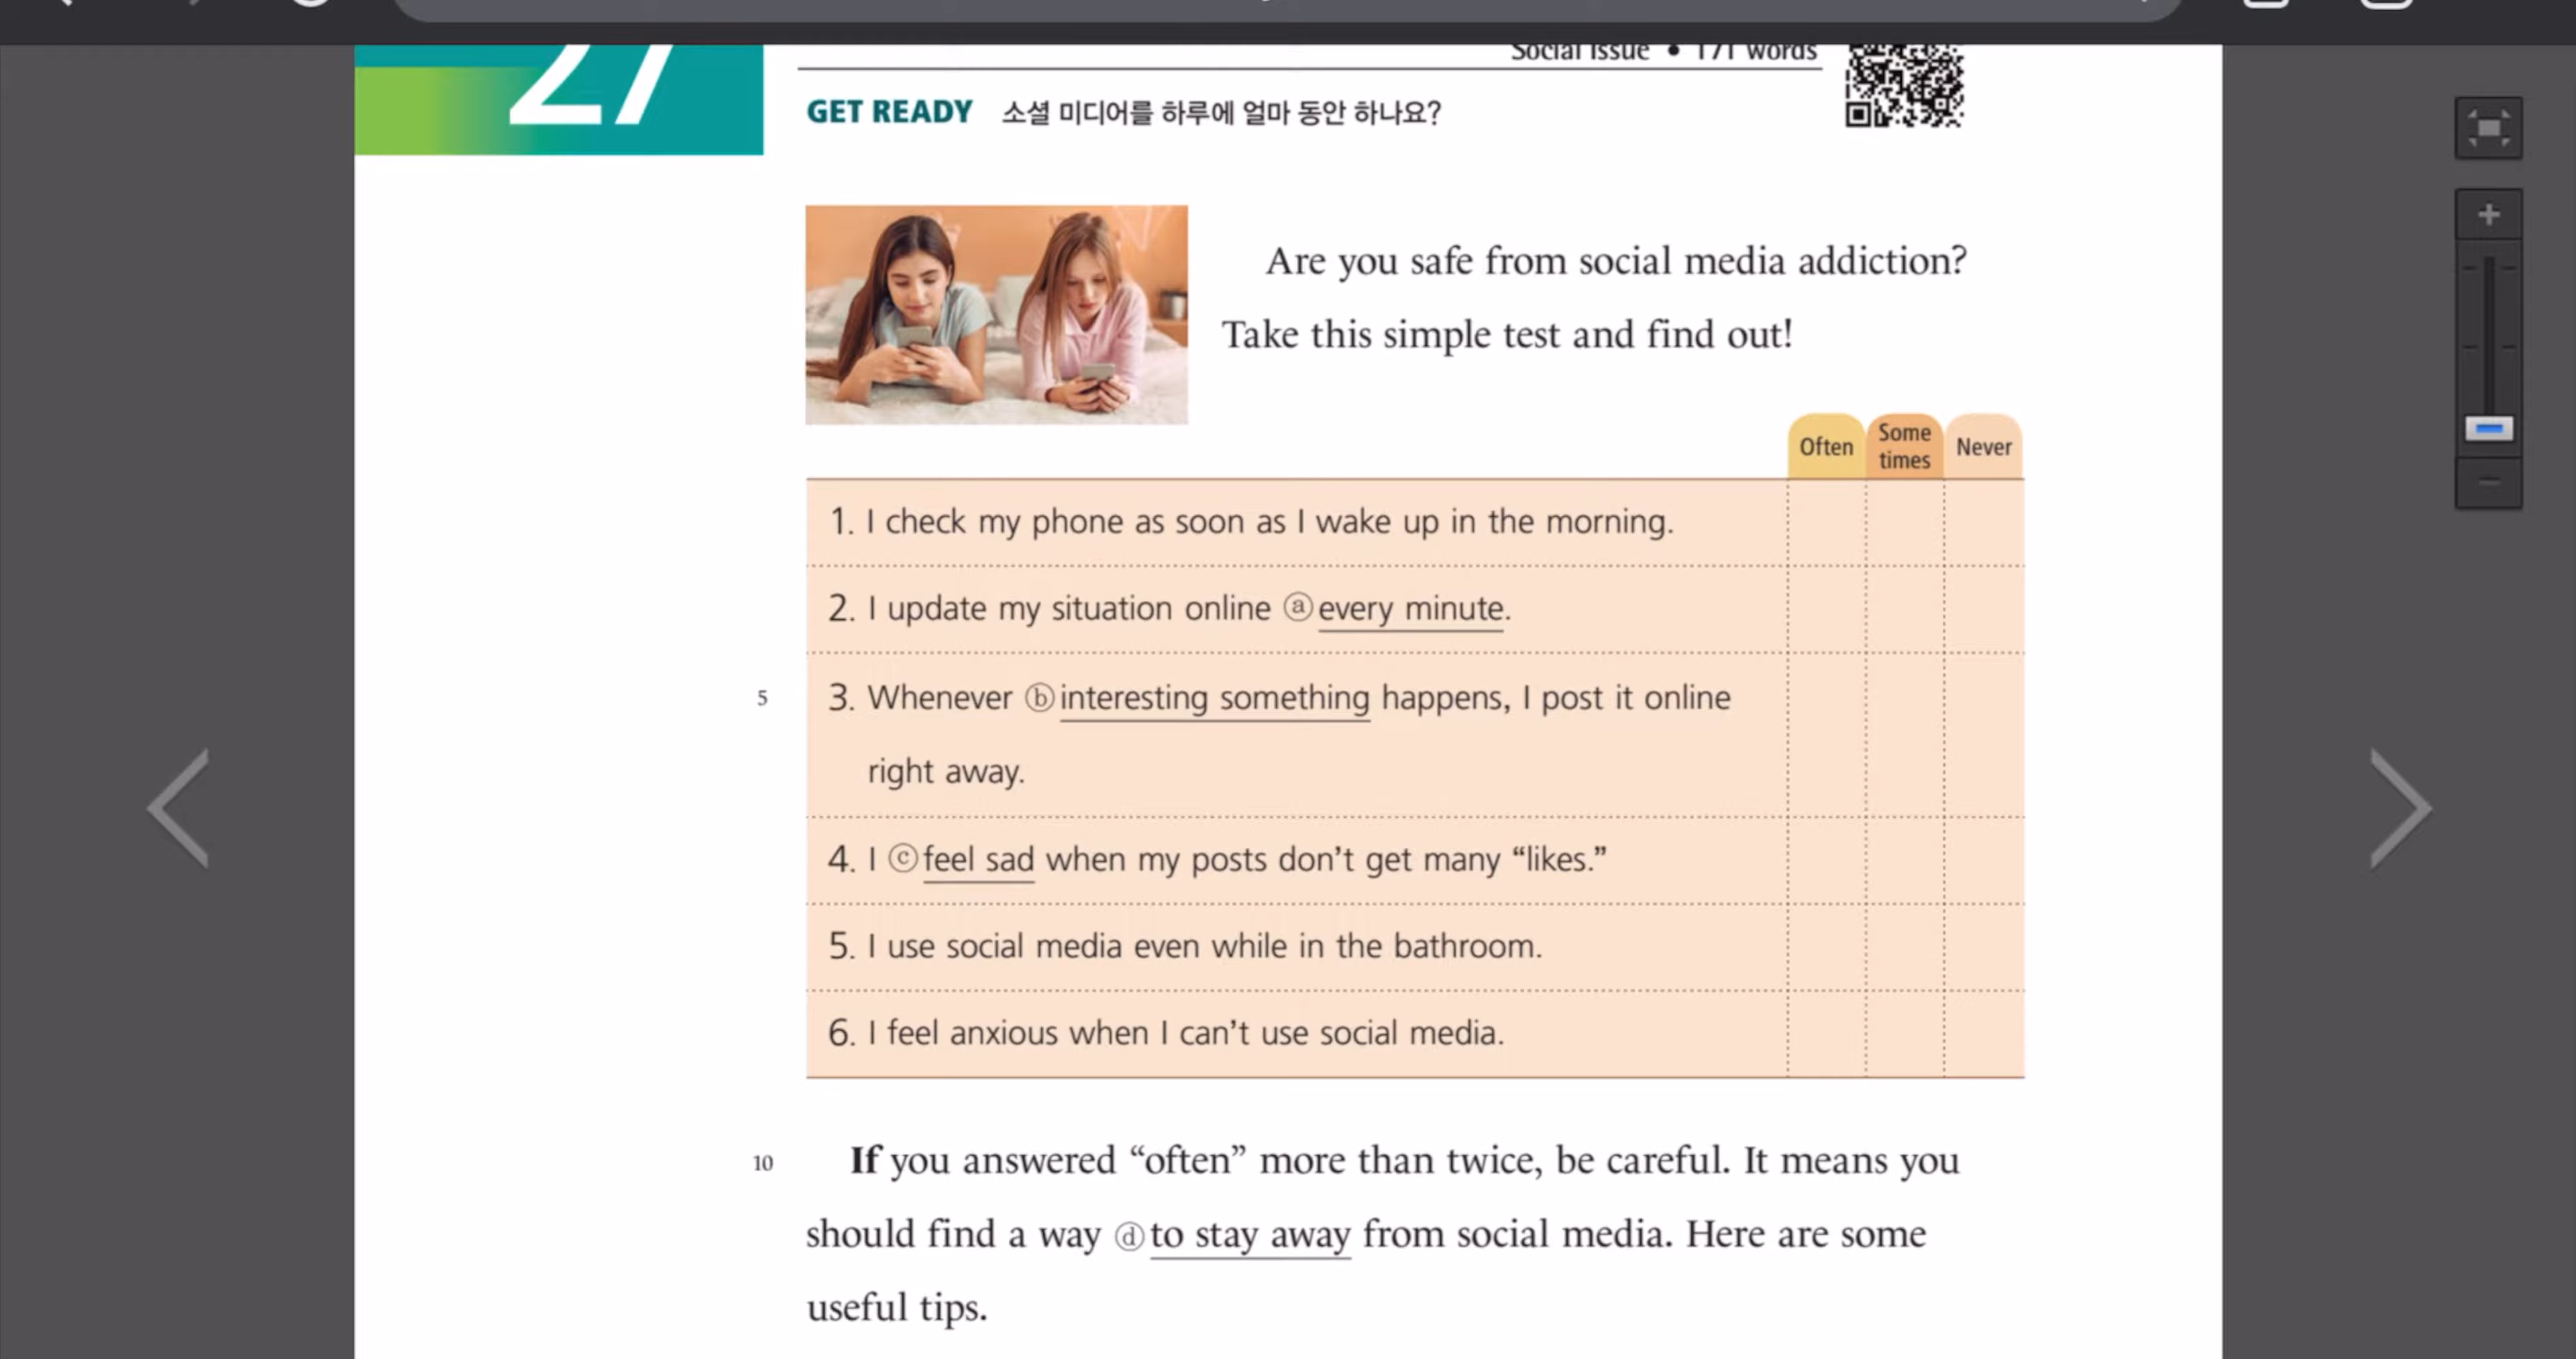 27
Social Issue • 171 words
GET READY 소셜 미디어를 하루에 얼마 동안 하나요?
Are you safe from social media addiction?
Take this simple test and find out!
Often
Some
times
Never
1. I check my phone as soon as I wake up in the morning.
2. I update my situation online ⓐ every minute.
5
3. Whenever ⓑ interesting something happens, I post it online
right away.
4. I ⓒ feel sad when my posts don’t get many “likes.”
5. I use social media even while in the bathroom.
6. I feel anxious when I can’t use social media.
10
If you answered “often” more than twice, be careful. It means you
should find a way ⓓ to stay away from social media. Here are some
useful tips.